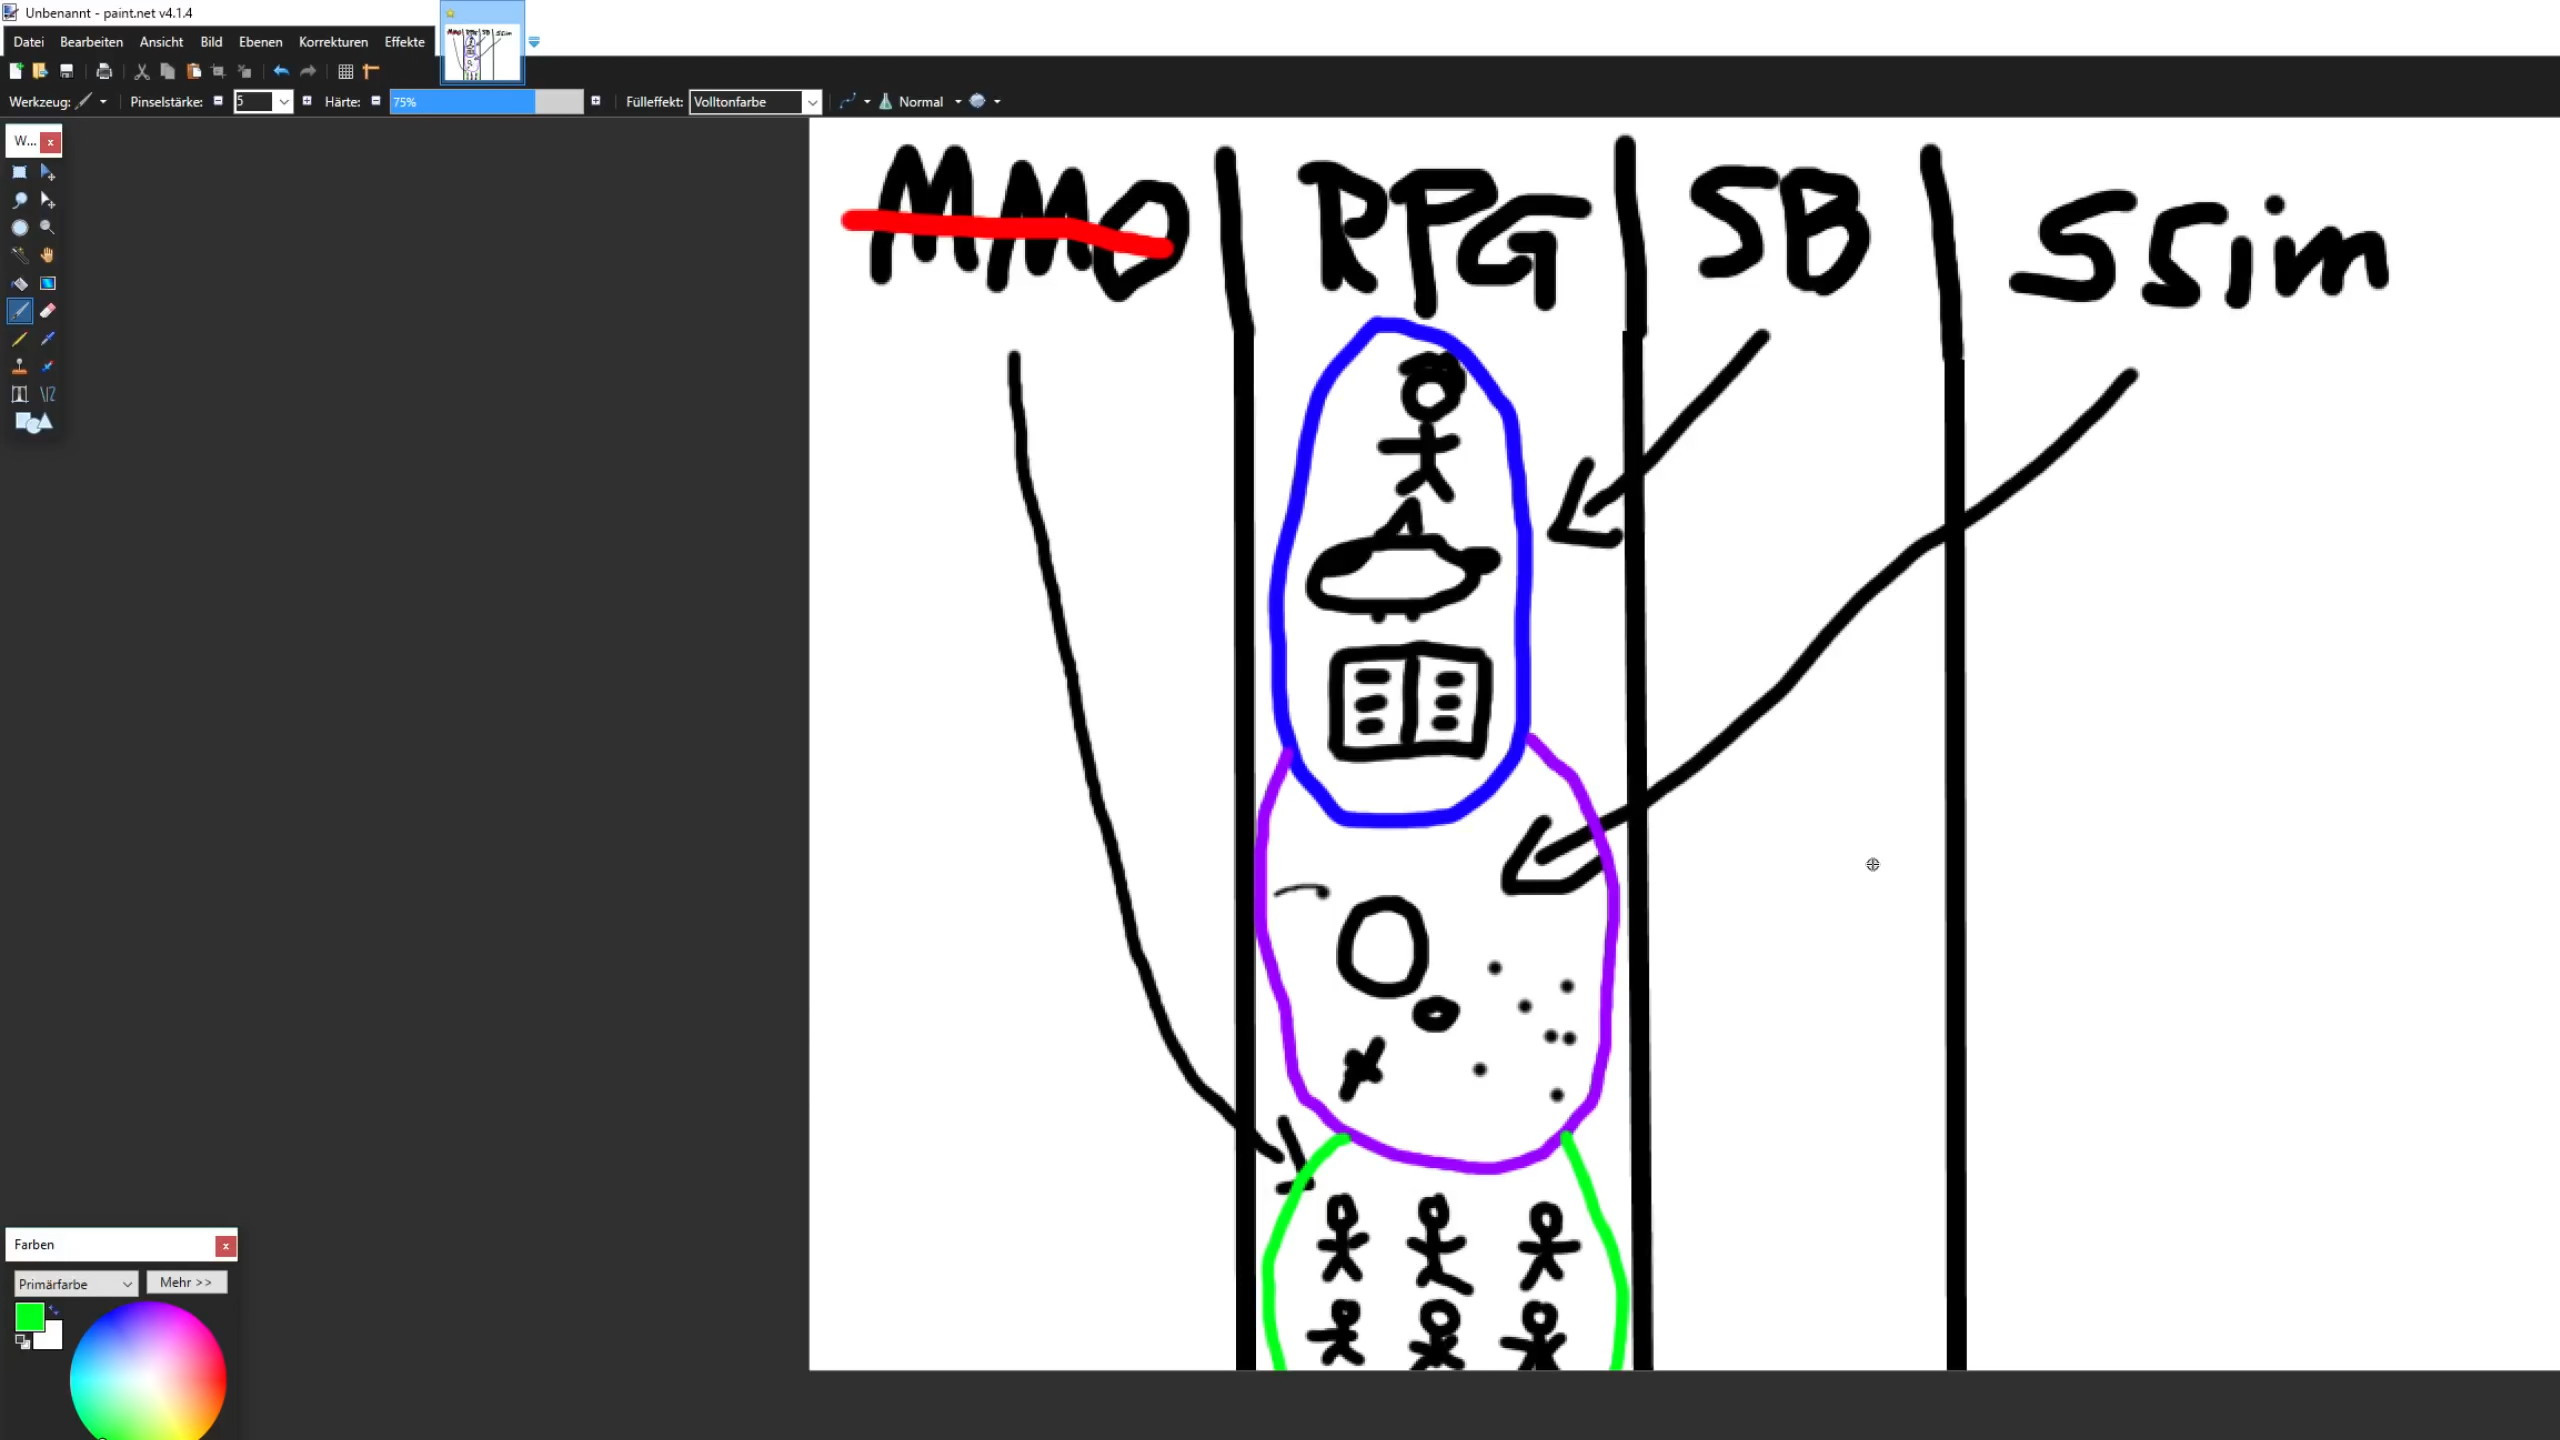 Unbenannt - paint.net v4.1.4
Datei Bearbeiten Ansicht Bild Ebenen Korrekturen Effekte
Werkzeug: Pinselstärke: 5 Härte: 75% Fülleffekt: Volltonfarbe Normal
W...
MMO RPG SB SSim
Farben
Primärfarbe Mehr >>